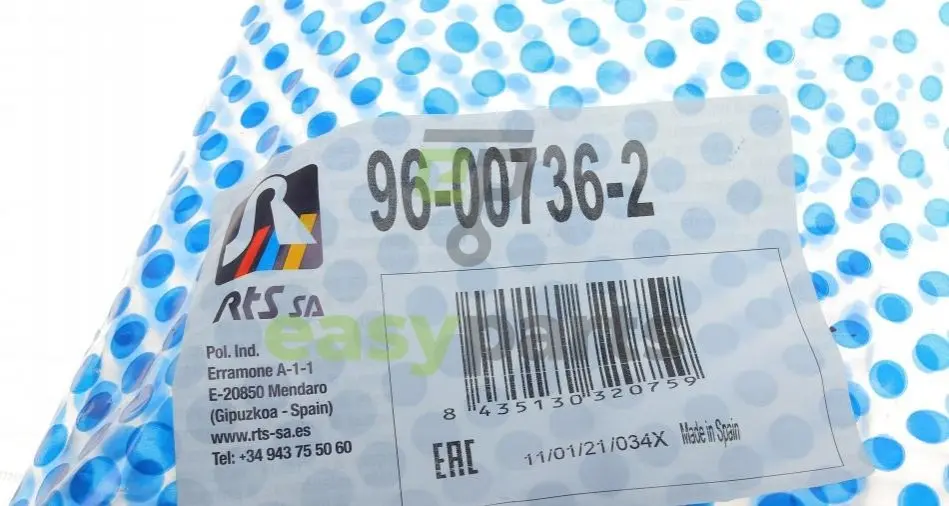 96-00736-2
RTS SA
easyparts
Pol. Ind.
Erramone A-1-1
E-20850 Mendaro
(Gipuzkoa - Spain)
www.rts-sa.es
Tel: +34 943 75 50 60
8 435130 320759
EAC
11/01/21/034X Made in Spain